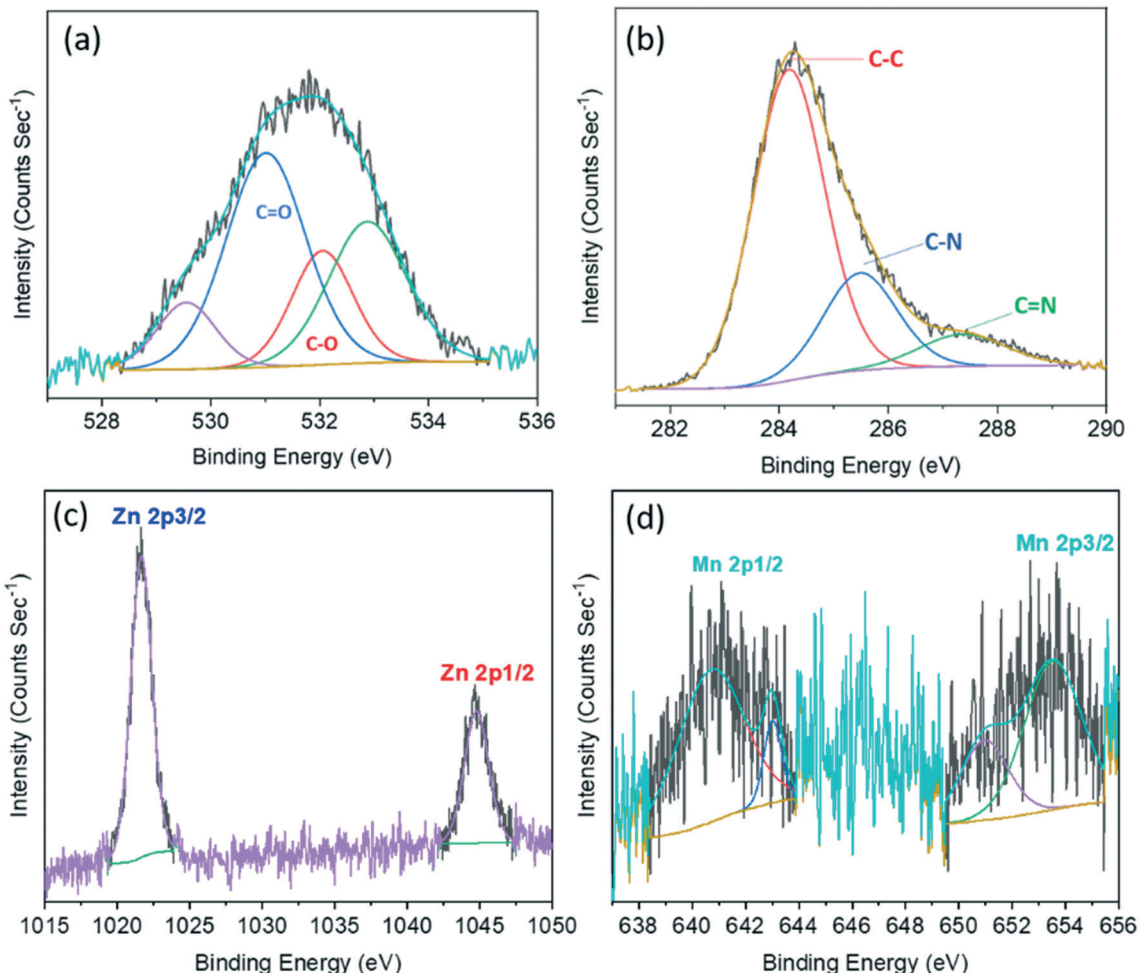 (a)
Intensity (Counts Sec⁻¹)
C=O
C-O
528 530 532 534 536
Binding Energy (eV)
(b)
Intensity (Counts Sec⁻¹)
C-C
C-N
C=N
282 284 286 288 290
Binding Energy (eV)
(c)
Intensity (Counts Sec⁻¹)
Zn 2p3/2
Zn 2p1/2
1015 1020 1025 1030 1035 1040 1045 1050
Binding Energy (eV)
(d)
Intensity (Counts Sec⁻¹)
Mn 2p1/2
Mn 2p3/2
638 640 642 644 646 648 650 652 654 656
Binding Energy (eV)